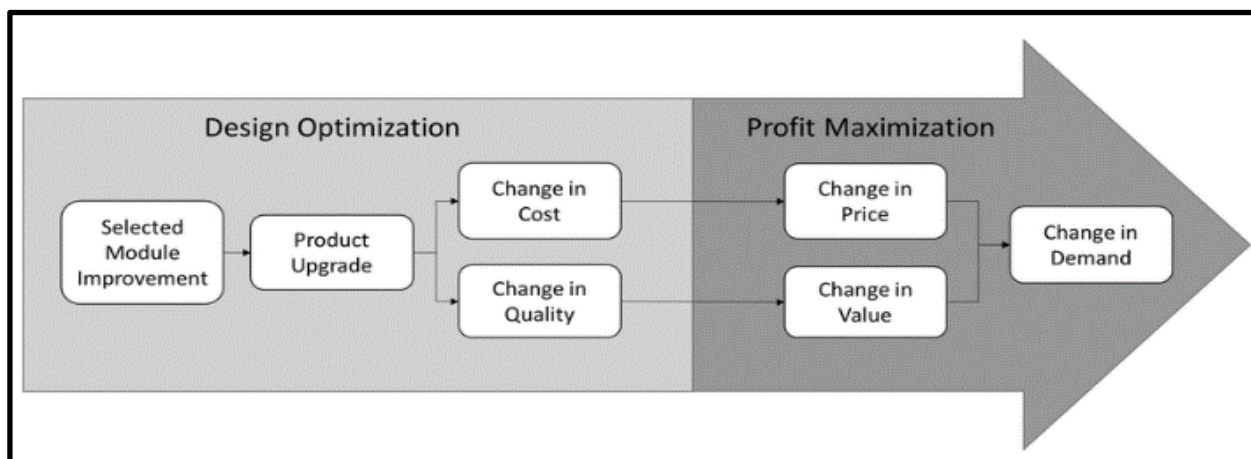 Design Optimization
Profit Maximization
Selected
Module
Improvement
Product
Upgrade
Change in
Cost
Change in
Quality
Change in
Price
Change in
Value
Change in
Demand